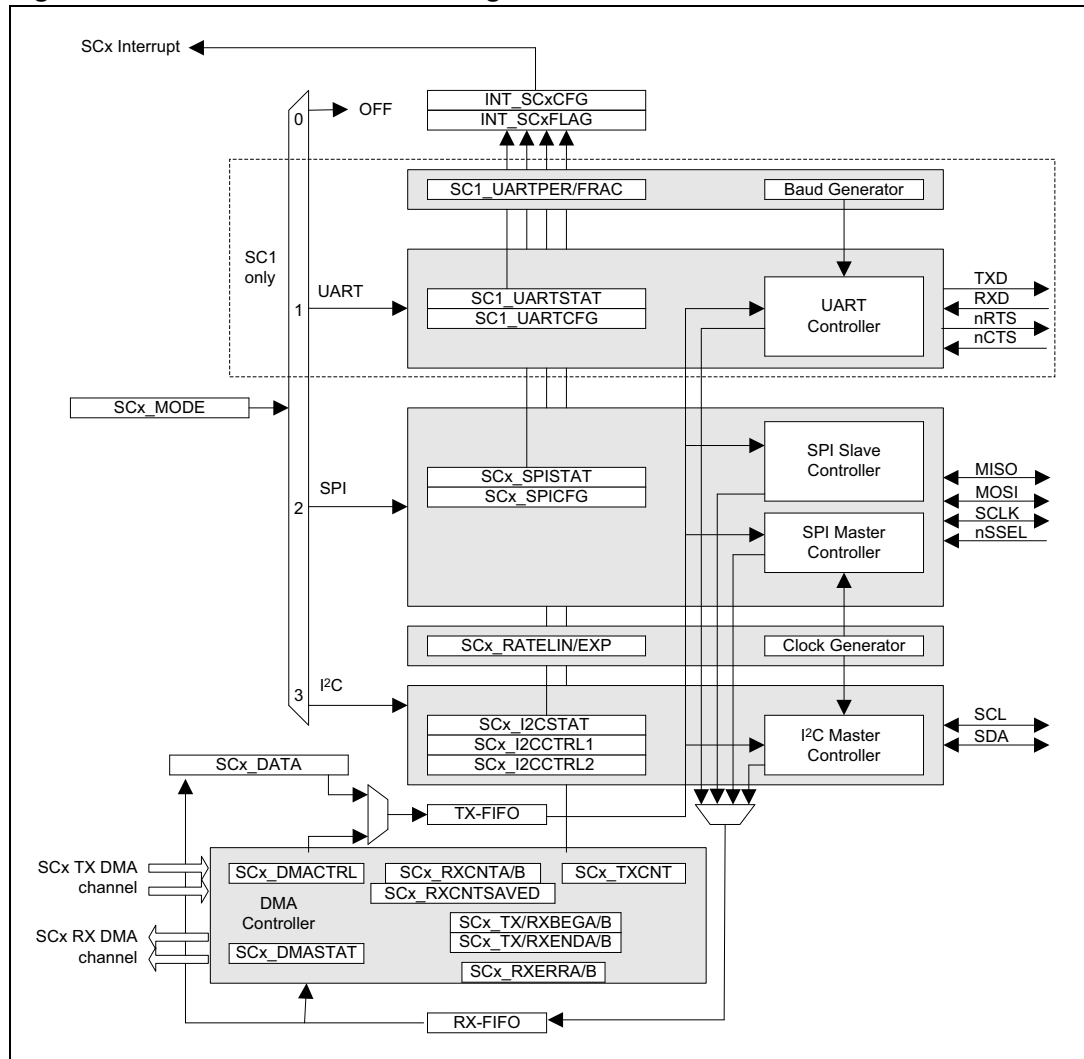 SCx Interrupt
INT_SCxCFG
INT_SCxFLAG
0
OFF
SC1_UARTPER/FRAC
Baud Generator
SC1
only
1
UART
SC1_UARTSTAT
SC1_UARTCFG
UART
Controller
TXD
RXD
nRTS
nCTS
SCx_MODE
2
SPI
SCx_SPISTAT
SCx_SPICFG
SPI Slave
Controller
SPI Master
Controller
MISO
MOSI
SCLK
nSSEL
SCx_RATELIN/EXP
Clock Generator
3
I²C
SCx_I2CSTAT
SCx_I2CCTRL1
SCx_I2CCTRL2
I²C Master
Controller
SCL
SDA
SCx_DATA
TX-FIFO
SCx TX DMA
channel
SCx RX DMA
channel
SCx_DMACTRL
SCx_RXCNTA/B
SCx_TXCNT
SCx_RXCNTSAVED
DMA
Controller
SCx_TX/RXBEGA/B
SCx_TX/RXENDA/B
SCx_DMASTAT
SCx_RXERRA/B
RX-FIFO